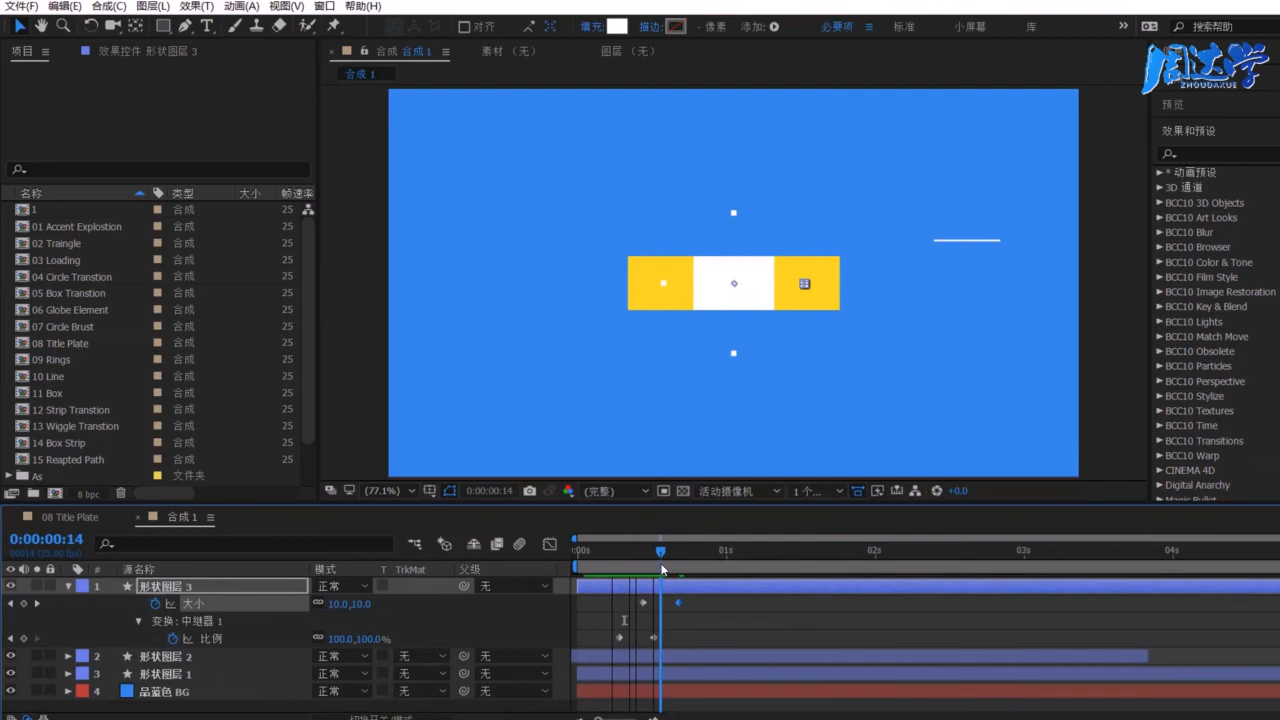 文件(F) 编辑(E) 合成(C) 图层(L) 效果(T) 动画(A) 视图(V) 窗口 帮助(H)
对齐 填充: 描边: - 像素 添加: 必要项 标准 小屏幕 库 搜索帮助
项目 效果控件 形状图层 3 合成 合成 1 素材 (无) 图层 (无)
合成 1
周达学
ZHOUDAXUE
预览
效果和预设
名称 类型 大小 帧速率
1 合成 25
01 Accent Explostion 合成 25
02 Traingle 合成 25
03 Loading 合成 25
04 Circle Transtion 合成 25
05 Box Transtion 合成 25
06 Globe Element 合成 25
07 Circle Brust 合成 25
08 Title Plate 合成 25
09 Rings 合成 25
10 Line 合成 25
11 Box 合成 25
12 Strip Transtion 合成 25
13 Wiggle Transtion 合成 25
14 Box Strip 合成 25
15 Reapted Path 合成 25
As 文件夹
* 动画预设
3D 通道
BCC10 3D Objects
BCC10 Art Looks
BCC10 Blur
BCC10 Browser
BCC10 Color & Tone
BCC10 Film Style
BCC10 Image Restoration
BCC10 Key & Blend
BCC10 Lights
BCC10 Match Move
BCC10 Obsolete
BCC10 Particles
BCC10 Perspective
BCC10 Stylize
BCC10 Textures
BCC10 Time
BCC10 Transitions
BCC10 Warp
CINEMA 4D
Digital Anarchy
Magic Bullet
8 bpc
(77.1%) 0:00:00:14 (完整) 活动摄像机 1 个... +0.0
08 Title Plate 合成 1
0:00:00:14
00014 (25.00 fps)
:00s 01s 02s 03s 04s
# 源名称 模式 T TrkMat 父级
1 形状图层 3 正常 无
大小 10.0,10.0
变换: 中继器 1
比例 100.0,100.0%
2 形状图层 2 正常 无 无
3 形状图层 1 正常 无 无
4 品蓝色 BG 正常 无 无
切换开关/模式